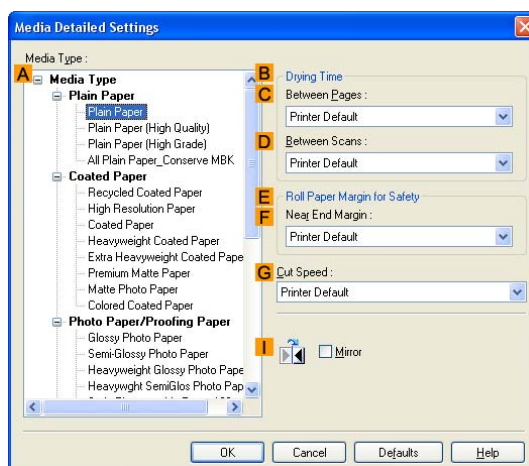 Media Detailed Settings
Media Type :
A
Media Type
Plain Paper
Plain Paper
Plain Paper (High Quality)
Plain Paper (High Grade)
All Plain Paper_Conserve MBK
Coated Paper
Recycled Coated Paper
High Resolution Paper
Coated Paper
Heavyweight Coated Paper
Extra Heavyweight Coated Pape
Premium Matte Paper
Matte Photo Paper
Colored Coated Paper
Photo Paper/Proofing Paper
Glossy Photo Paper
Semi-Glossy Photo Paper
Heavyweight Glossy Photo Pape
Heavywght SemiGlos Photo Pap
B Drying Time
C Between Pages :
Printer Default
D Between Scans :
Printer Default
E Roll Paper Margin for Safety
F Near End Margin :
Printer Default
G Cut Speed :
Printer Default
I Mirror
OK Cancel Defaults Help